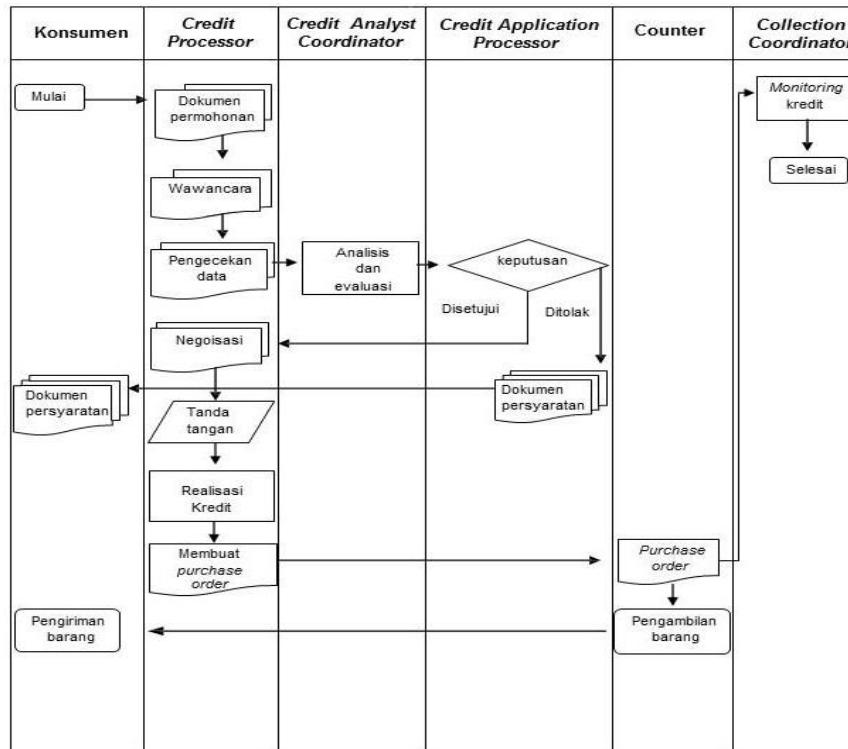 Konsumen
Credit
Processor
Credit Analyst
Coordinator
Credit Application
Processor
Counter
Collection
Coordinator
Mulai
Dokumen
permohonan
Monitoring
kredit
Selesai
Wawancara
Pengecekan
data
Analisis
dan
evaluasi
keputusan
Disetujui
Ditolak
Negoisasi
Dokumen
persyaratan
Dokumen
persyaratan
Tanda
tangan
Realisasi
Kredit
Membuat
purchase
order
Purchase
order
Pengiriman
barang
Pengambilan
barang